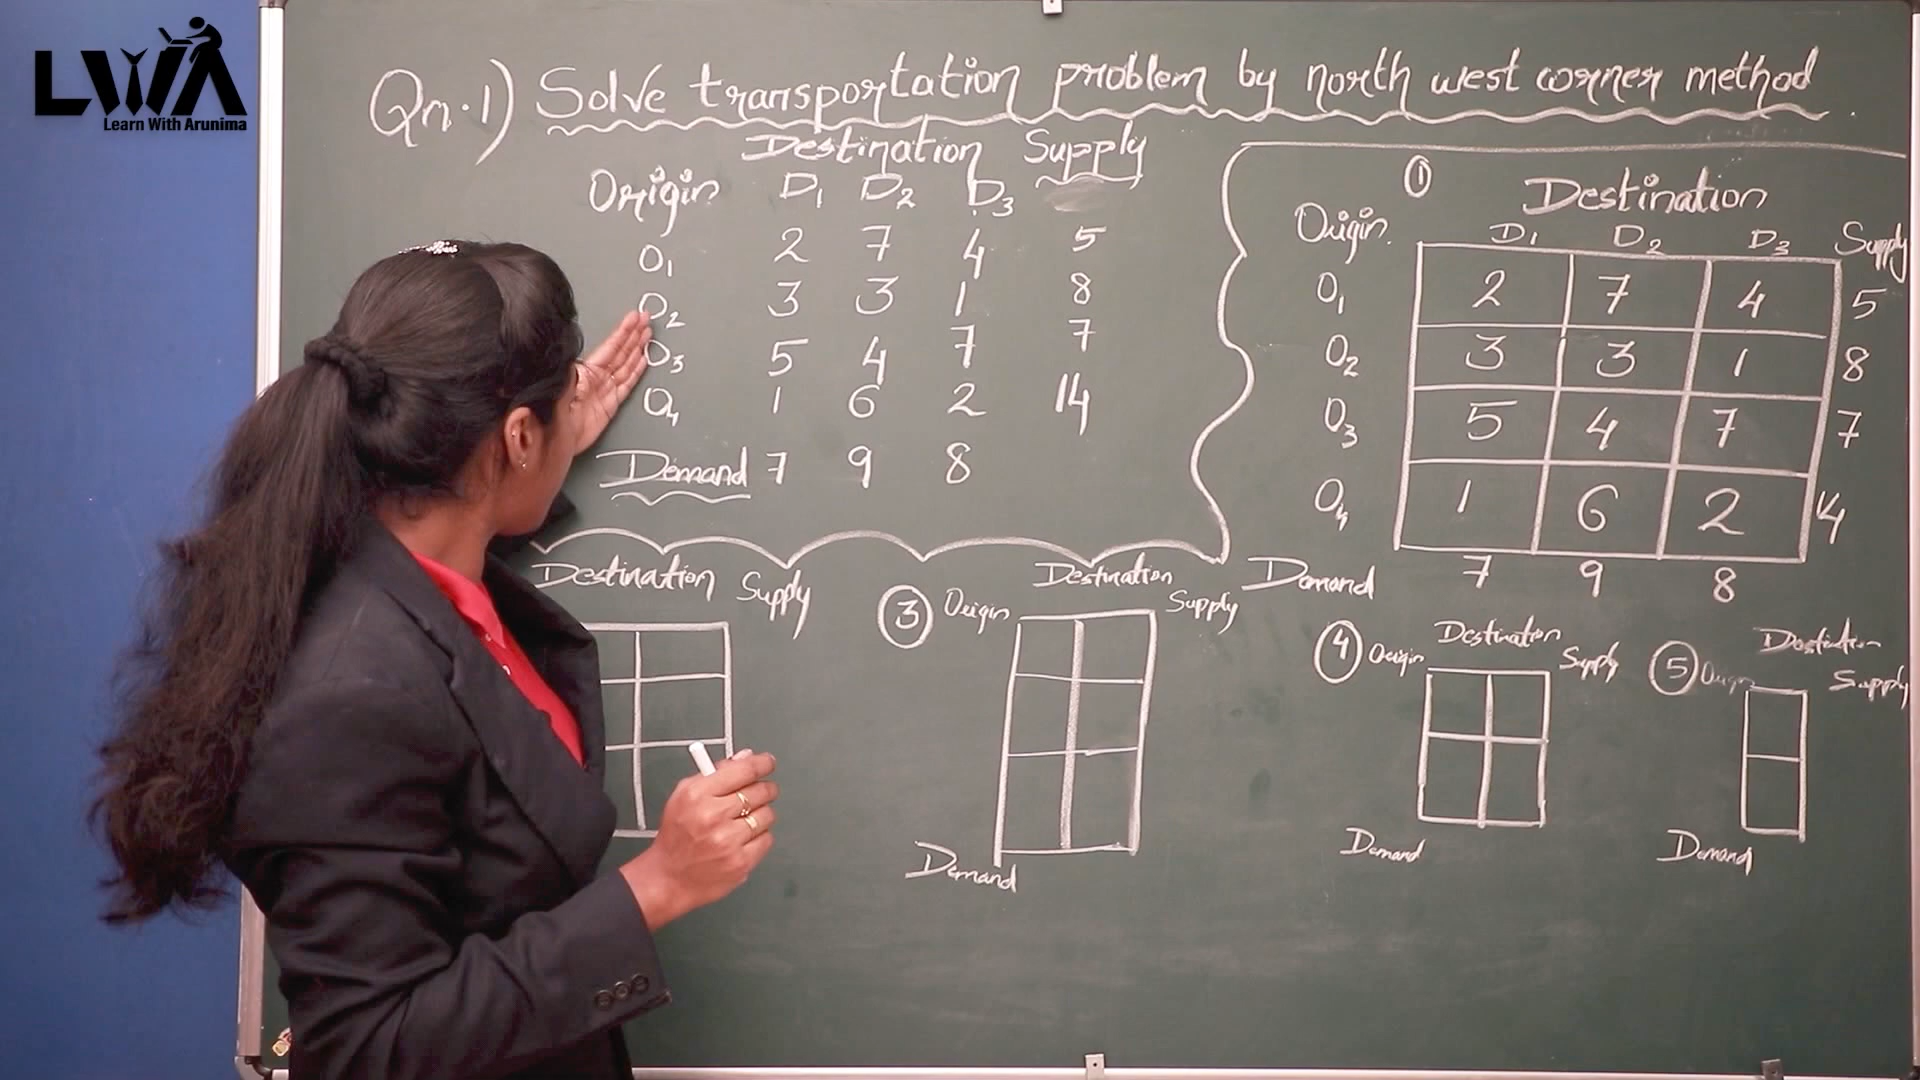 LWA
Learn With Arunima
Qn.1) Solve transportation problem by north west corner method
Destination Supply
Origin D1 D2 D3
O1 2 7 4 5
O2 3 3 1 8
O3 5 4 7 7
O4 1 6 2 14
Demand 7 9 8
① Destination
Origin D1 D2 D3 Supply
O1 2 7 4 5
O2 3 3 1 8
O3 5 4 7 7
O4 1 6 2 14
Demand 7 9 8
Destination Supply
③ Origin Destination Supply
Demand
④ Origin Destination Supply
Demand
⑤ Origin Destination Supply
Demand